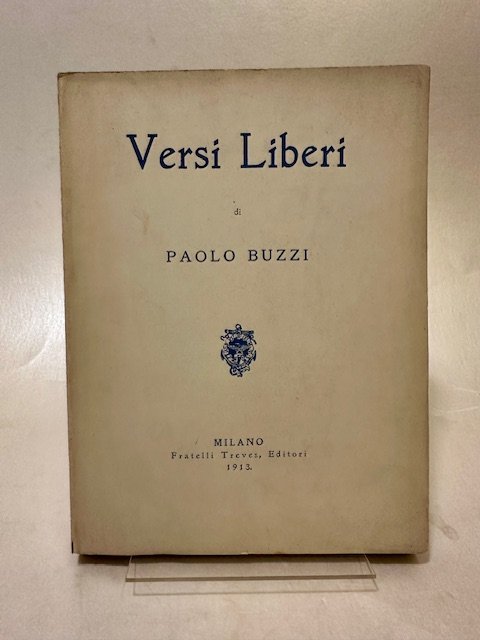 Versi Liberi
di
PAOLO BUZZI
MILANO
Fratelli Treves, Editori
1913.